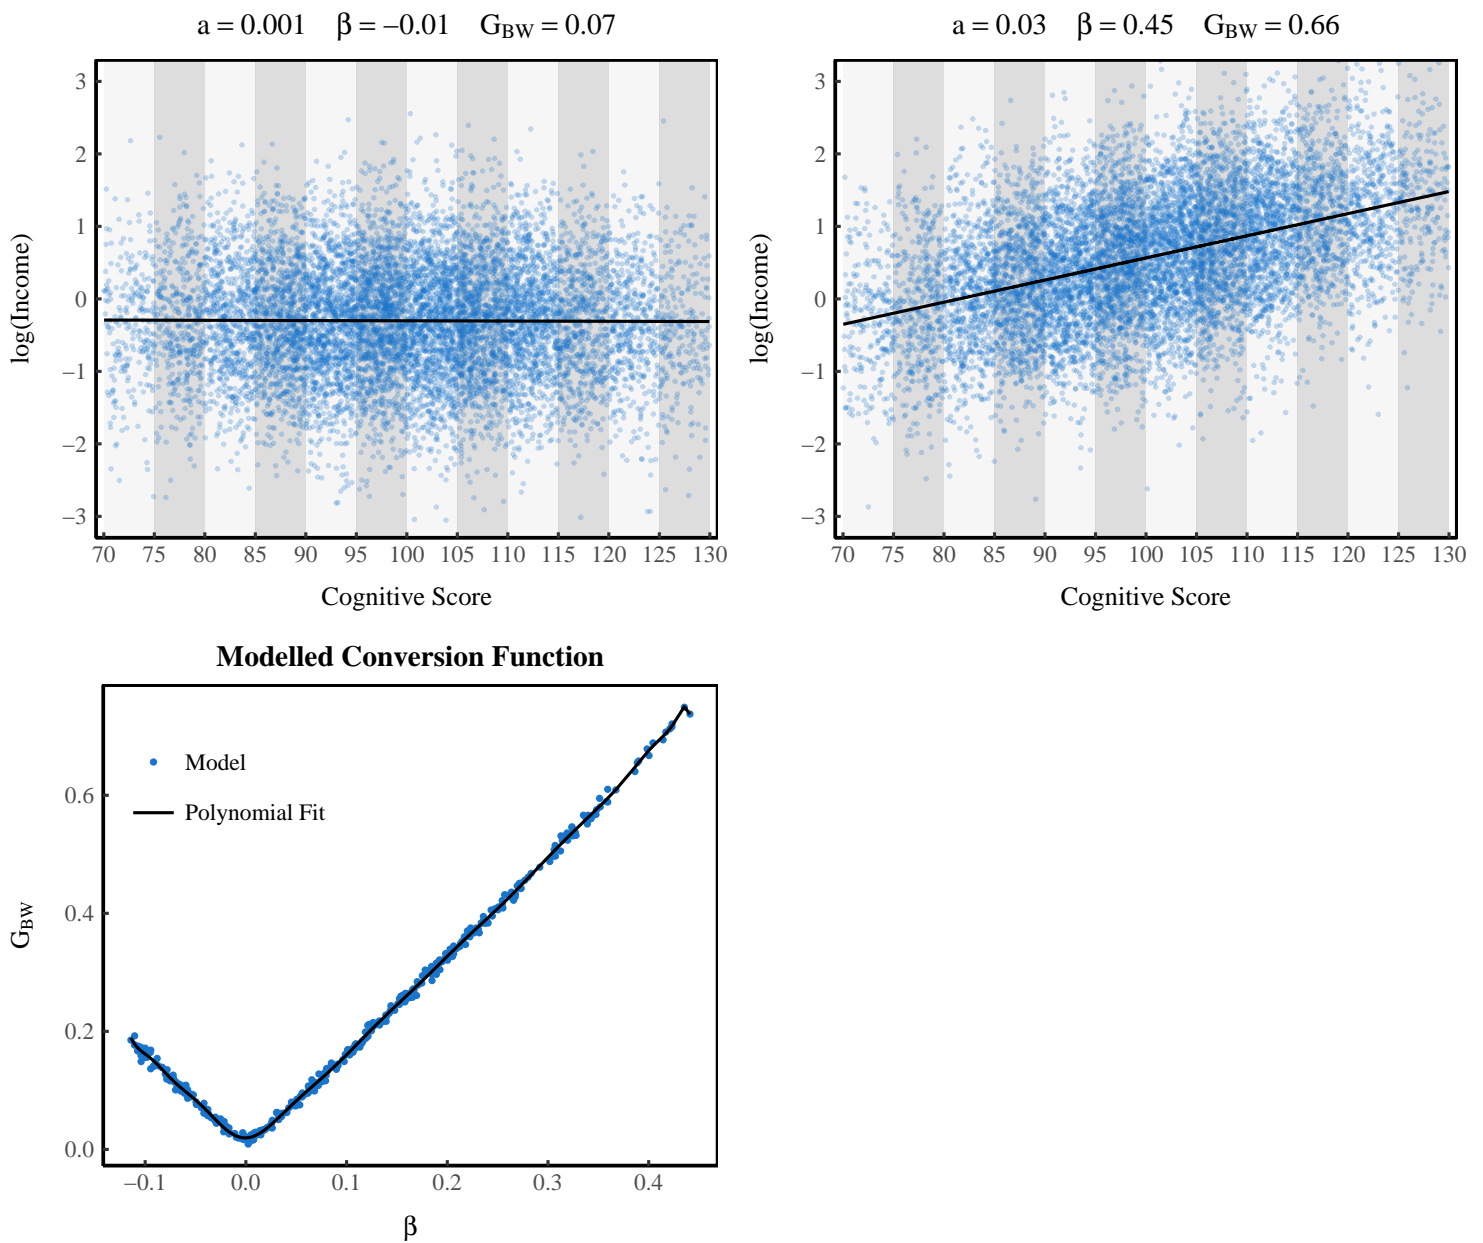 a = 0.001 β = −0.01 G_BW = 0.07
3
2
1
0
−1
−2
−3
log(Income)
70 75 80 85 90 95 100 105 110 115 120 125 130
Cognitive Score
a = 0.03 β = 0.45 G_BW = 0.66
3
2
1
0
−1
−2
−3
log(Income)
70 75 80 85 90 95 100 105 110 115 120 125 130
Cognitive Score
Modelled Conversion Function
Model
Polynomial Fit
0.6
0.4
0.2
0.0
G_BW
−0.1 0.0 0.1 0.2 0.3 0.4
β